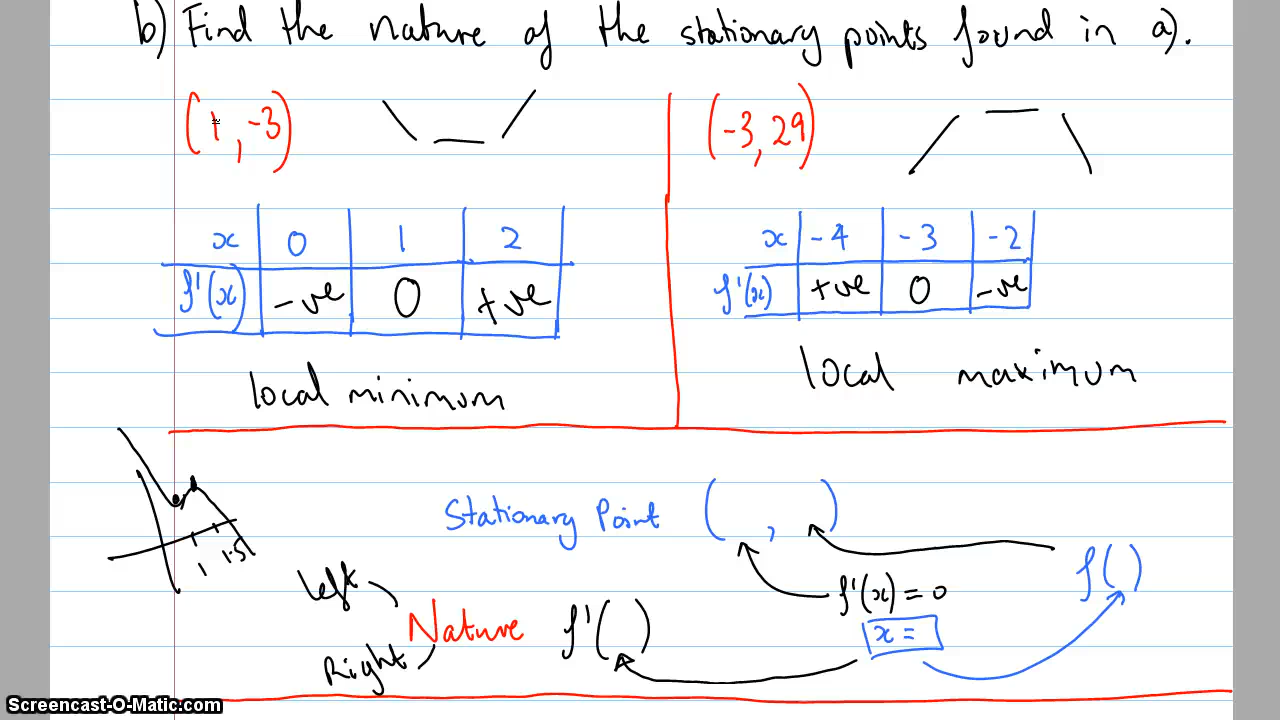 b) Find the nature of the stationary points found in a).
(1, -3)
x 0 1 2
f'(x) -ve 0 +ve
local minimum
(-3, 29)
x -4 -3 -2
f'(x) +ve 0 -ve
local maximum
1 1.5
Stationary Point ( , )
f'(x) = 0
x =
f( )
left
Nature f'( )
Right
Screencast-O-Matic.com